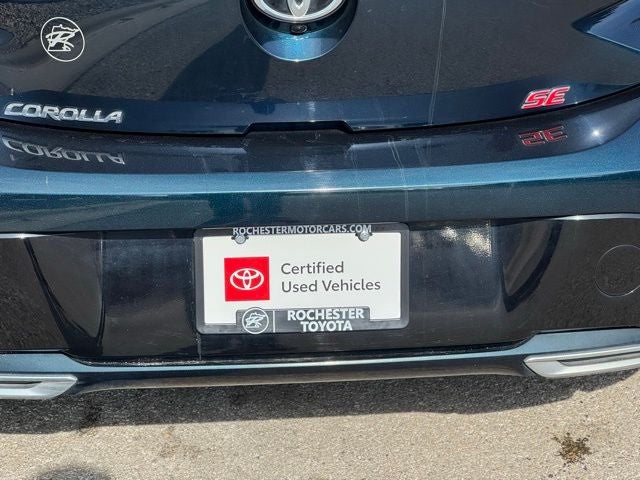 COROLLA
SE
ROCHESTERMOTORCARS.COM
Certified
Used Vehicles
ROCHESTER
TOYOTA